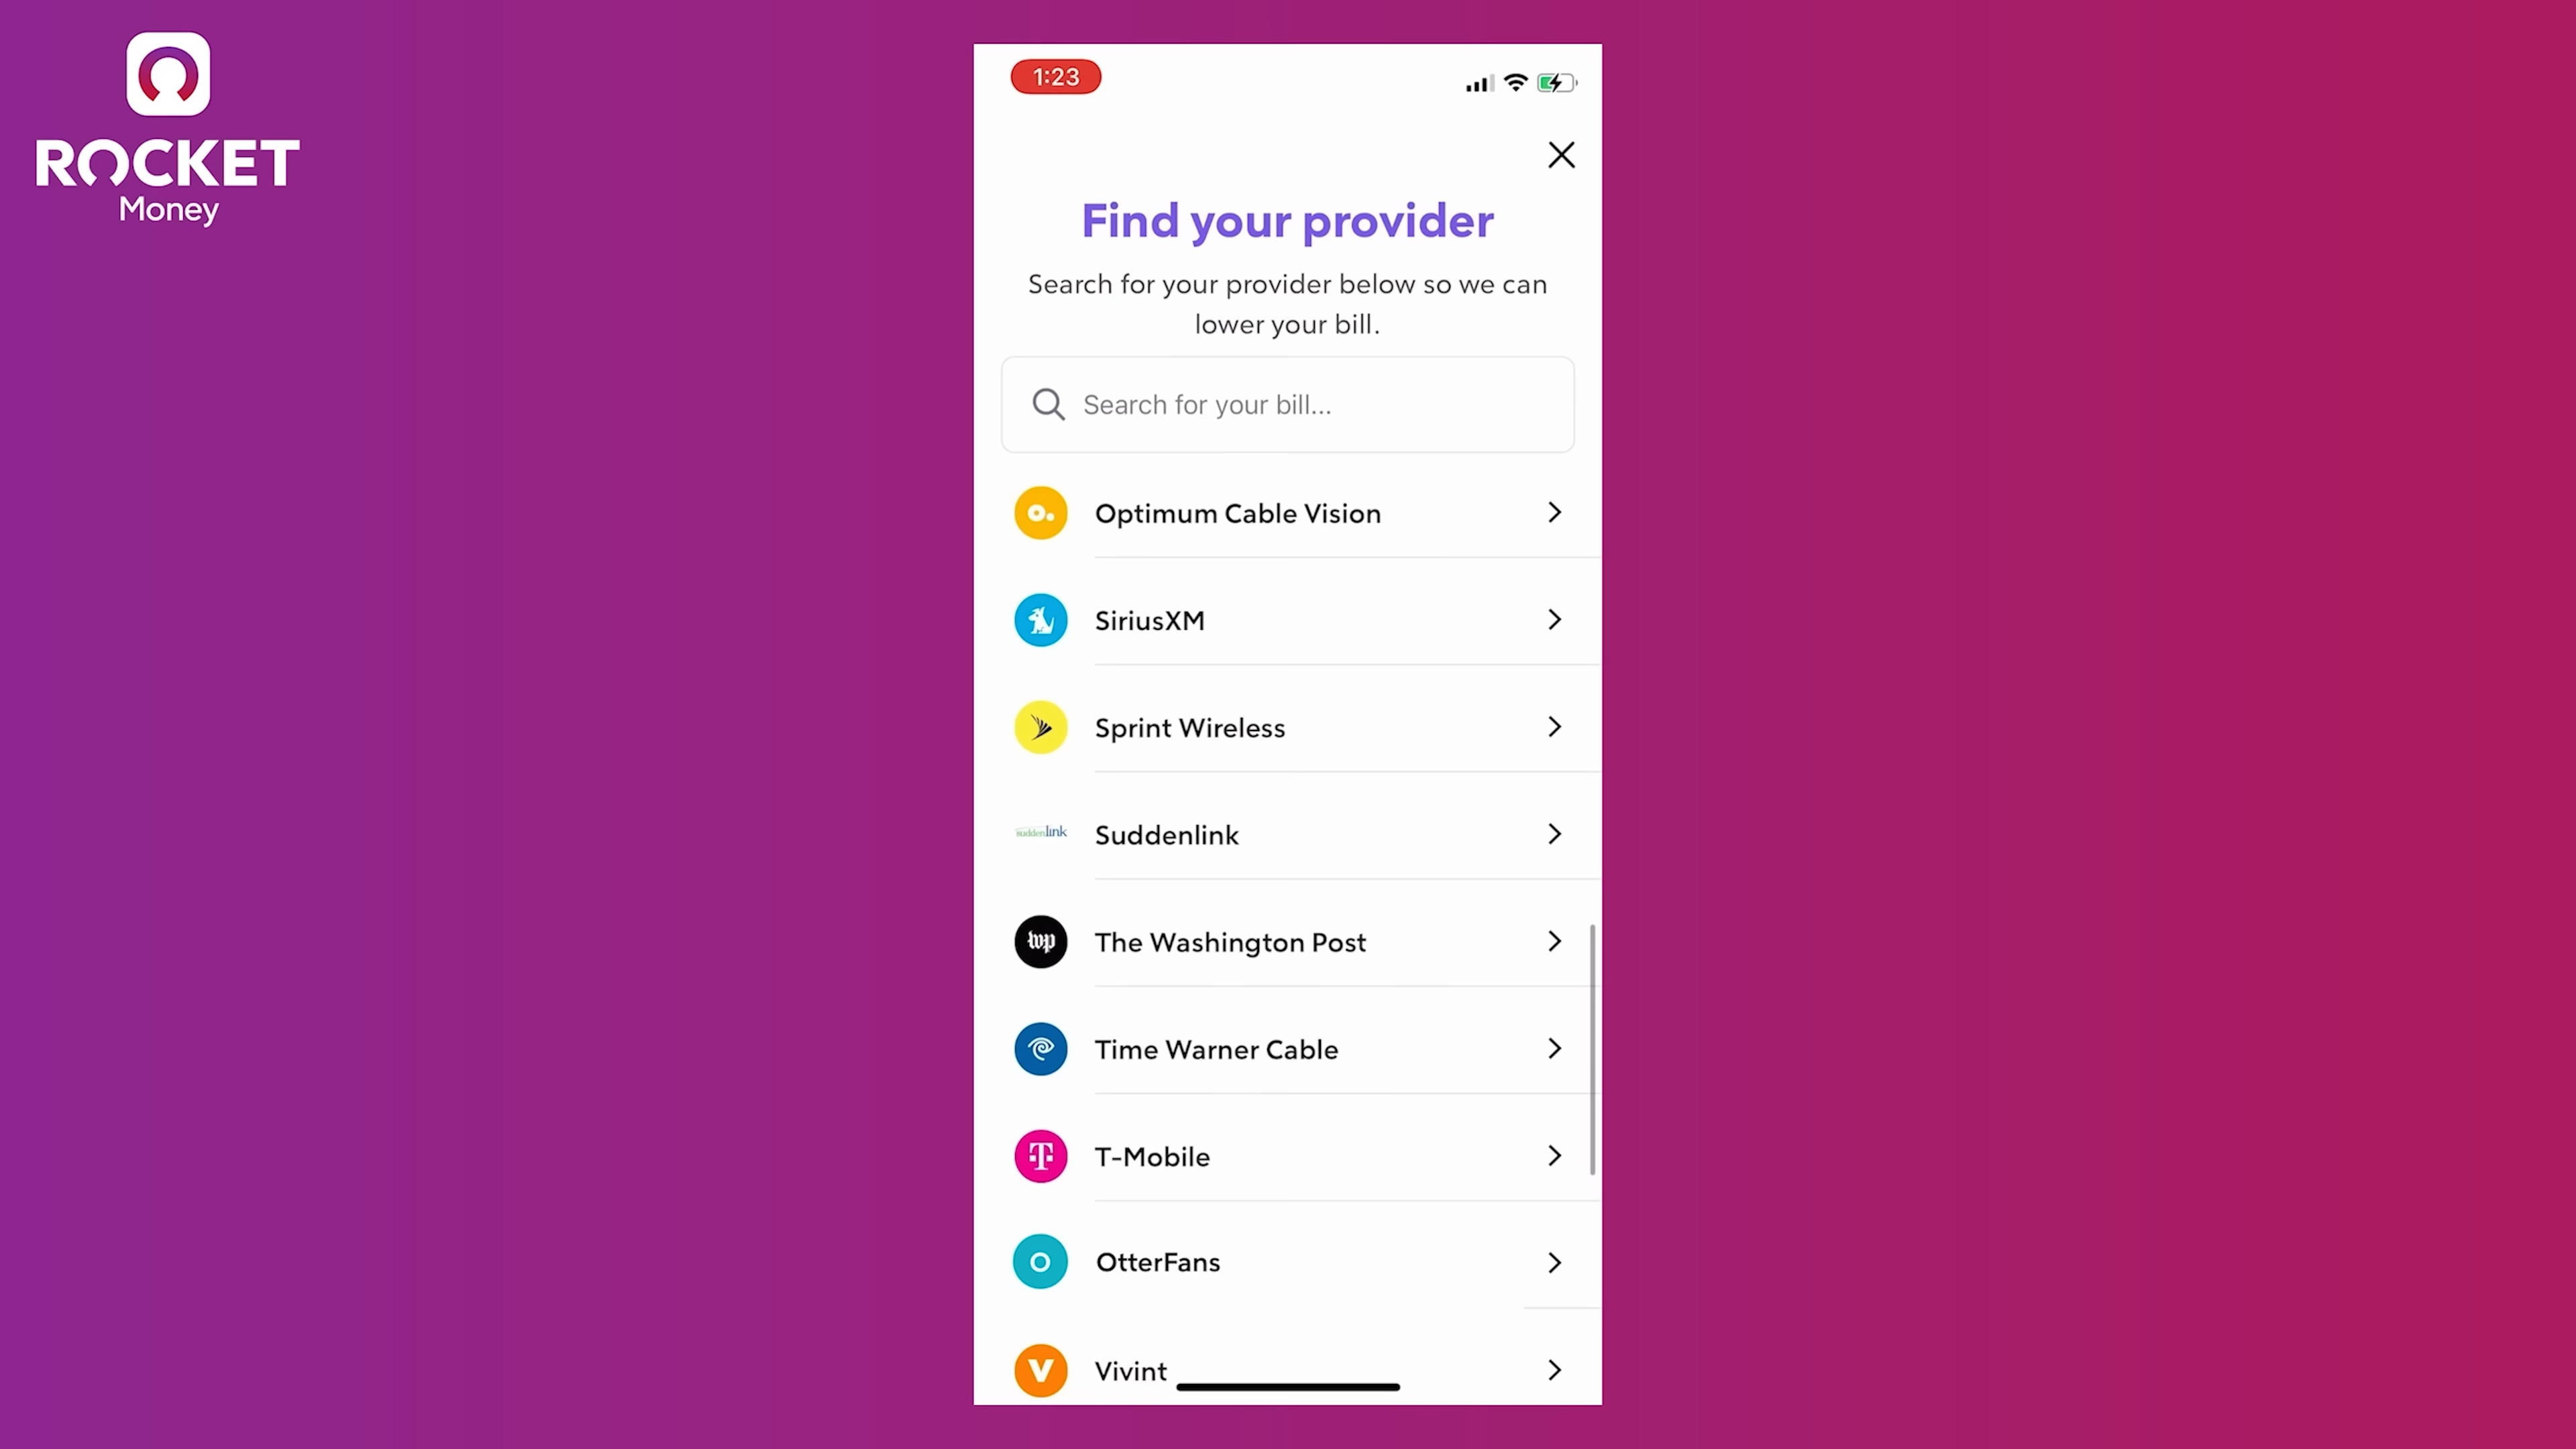 ROCKET
Money
1:23
Find your provider
Search for your provider below so we can
lower your bill.
Search for your bill...
Optimum Cable Vision
SiriusXM
Sprint Wireless
suddenlink
Suddenlink
wp
The Washington Post
Time Warner Cable
T
T-Mobile
OtterFans
V
Vivint